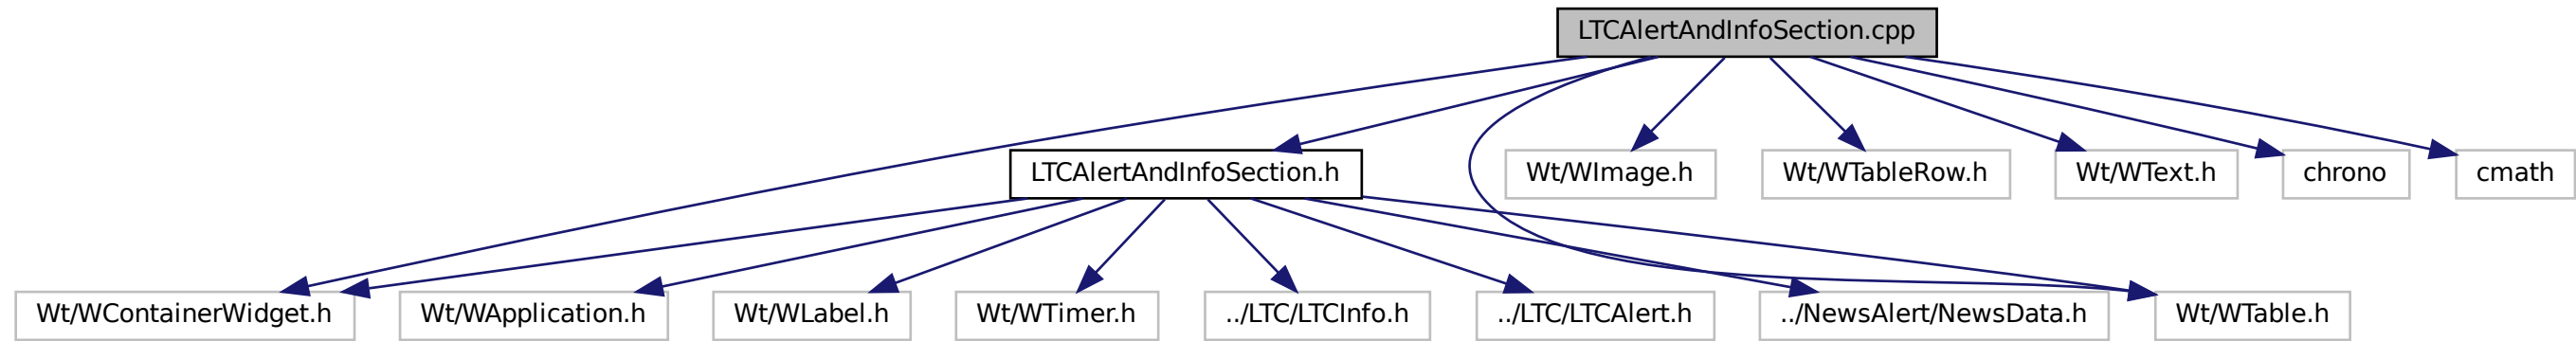 LTCAlertAndInfoSection.cpp
LTCAlertAndInfoSection.h
Wt/WImage.h
Wt/WTableRow.h
Wt/WText.h
chrono
cmath
Wt/WContainerWidget.h
Wt/WApplication.h
Wt/WLabel.h
Wt/WTimer.h
../LTC/LTCInfo.h
../LTC/LTCAlert.h
../NewsAlert/NewsData.h
Wt/WTable.h